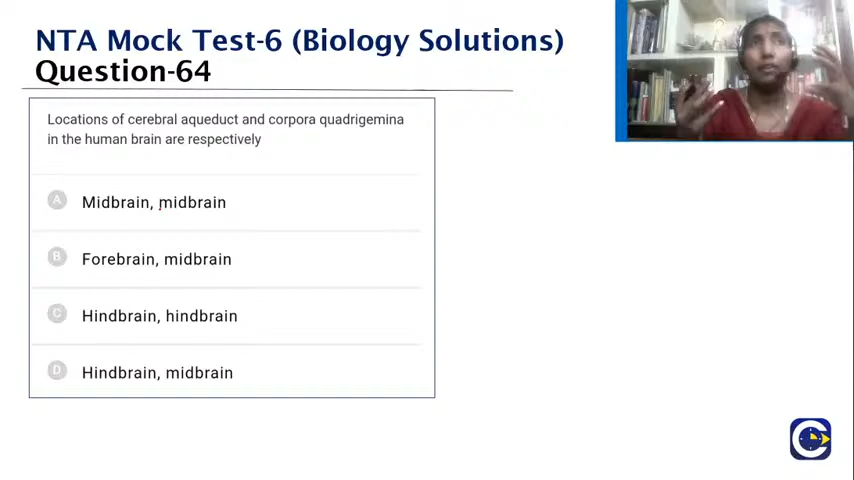 NTA Mock Test-6 (Biology Solutions)
Question-64
Locations of cerebral aqueduct and corpora quadrigemina
in the human brain are respectively
A Midbrain, midbrain
B Forebrain, midbrain
C Hindbrain, hindbrain
D Hindbrain, midbrain